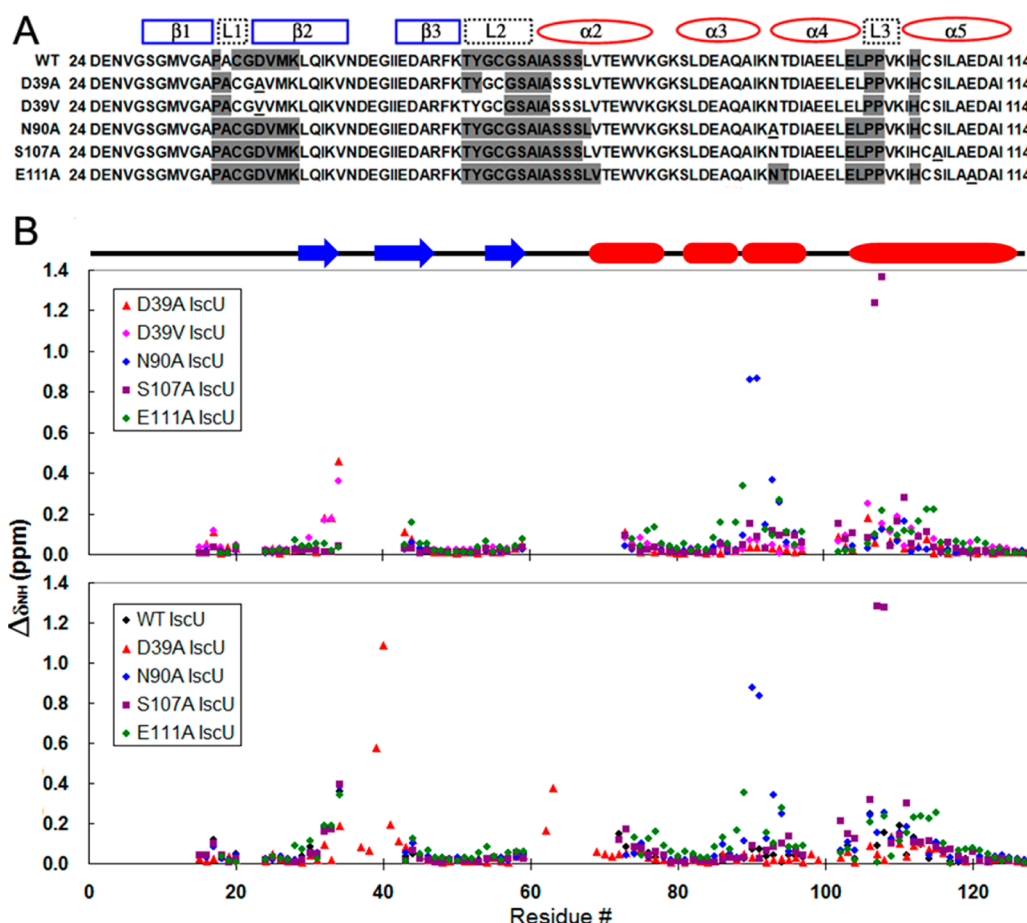 A
β1 L1 β2 β3 L2 α2 α3 α4 L3 α5
WT 24 DENVGSGMVGAPACGDVMKLQIKVNDEGIIEDARFKTYGCGSAIASSSLVTEWVKGKSLDEAQAIKNTDIAEELELPPVKIHCSILAEDAI 114
D39A 24 DENVGSGMVGAPACGAVMKLQIKVNDEGIIEDARFKTYGCGSAIASSSLVTEWVKGKSLDEAQAIKNTDIAEELELPPVKIHCSILAEDAI 114
D39V 24 DENVGSGMVGAPACGVVMKLQIKVNDEGIIEDARFKTYGCGSAIASSSLVTEWVKGKSLDEAQAIKNTDIAEELELPPVKIHCSILAEDAI 114
N90A 24 DENVGSGMVGAPACGDVMKLQIKVNDEGIIEDARFKTYGCGSAIASSSLVTEWVKGKSLDEAQAIKATDIAEELELPPVKIHCSILAEDAI 114
S107A 24 DENVGSGMVGAPACGDVMKLQIKVNDEGIIEDARFKTYGCGSAIASSSLVTEWVKGKSLDEAQAIKNTDIAEELELPPVKIHCAILAEDAI 114
E111A 24 DENVGSGMVGAPACGDVMKLQIKVNDEGIIEDARFKTYGCGSAIASSSLVTEWVKGKSLDEAQAIKNTDIAEELELPPVKIHCSILAADAI 114
B
1.4
1.2
1.0
0.8
0.6
0.4
0.2
0.0
D39A IscU
D39V IscU
N90A IscU
S107A IscU
E111A IscU
ΔδNH (ppm)
1.4
1.2
1.0
0.8
0.6
0.4
0.2
0.0
WT IscU
D39A IscU
N90A IscU
S107A IscU
E111A IscU
0 20 40 60 80 100 120
Residue #